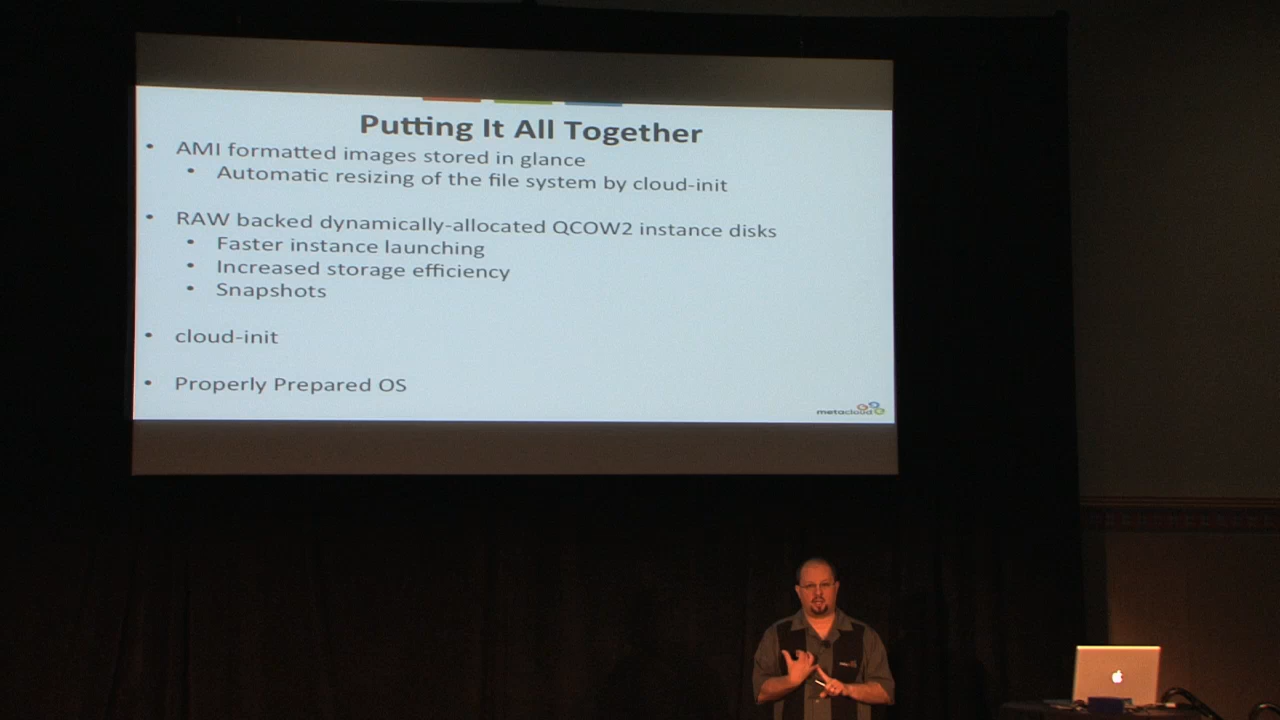 Putting It All Together
• AMI formatted images stored in glance
• Automatic resizing of the file system by cloud-init
• RAW backed dynamically-allocated QCOW2 instance disks
• Faster instance launching
• Increased storage efficiency
• Snapshots
• cloud-init
• Properly Prepared OS
metacloud